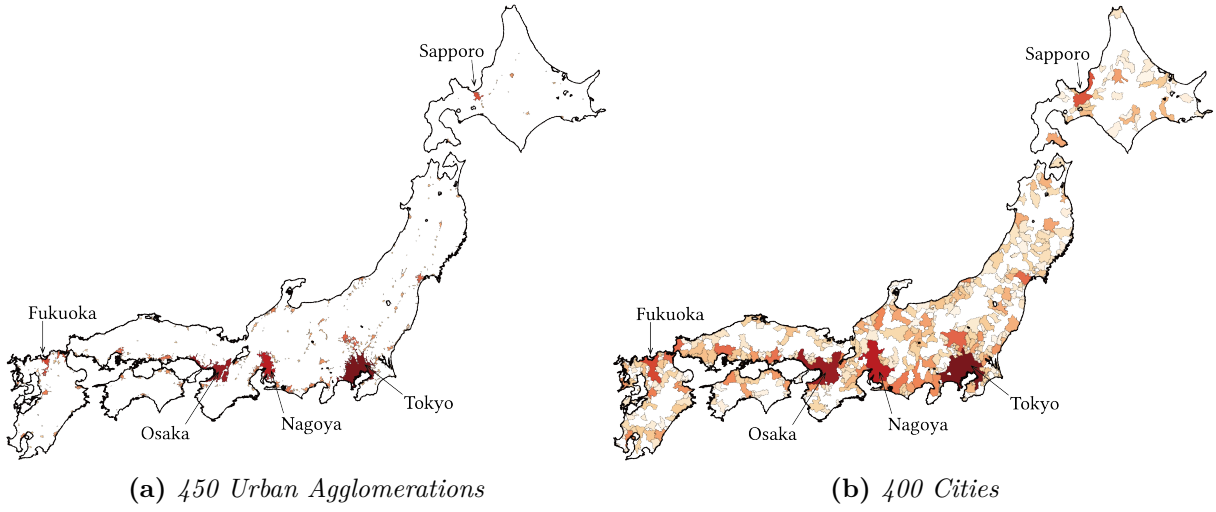 Sapporo
Fukuoka
Tokyo
Nagoya
Osaka
(a) 450 Urban Agglomerations
Sapporo
Fukuoka
Tokyo
Nagoya
Osaka
(b) 400 Cities